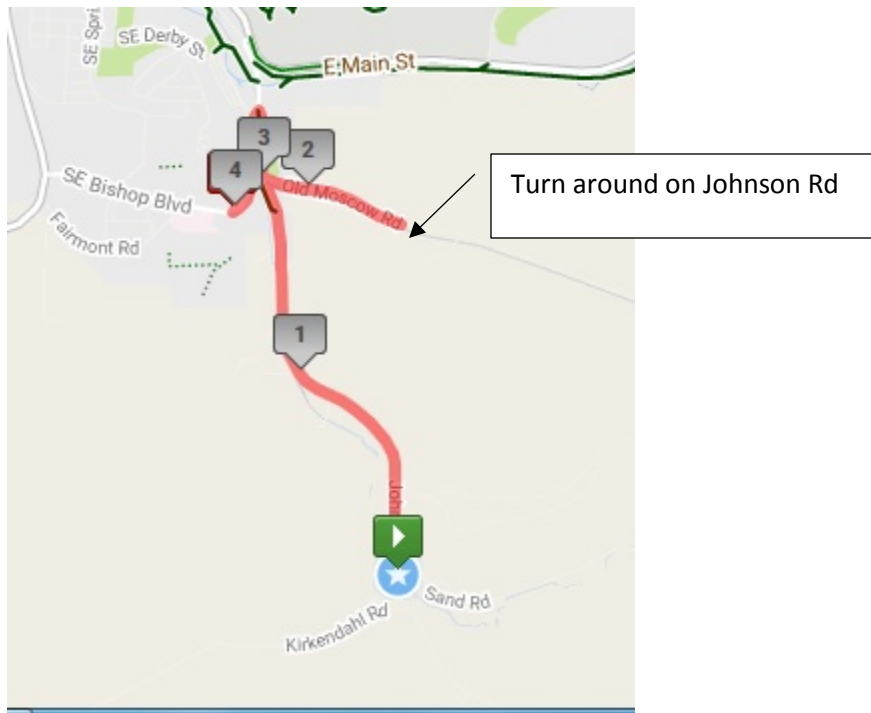 SE Spri
SE Derby St
E Main St
3
2
4
Turn around on Johnson Rd
SE Bishop Blvd
Old Moscow Rd
Fairmont Rd
1
John
Sand Rd
Kirkendahl Rd